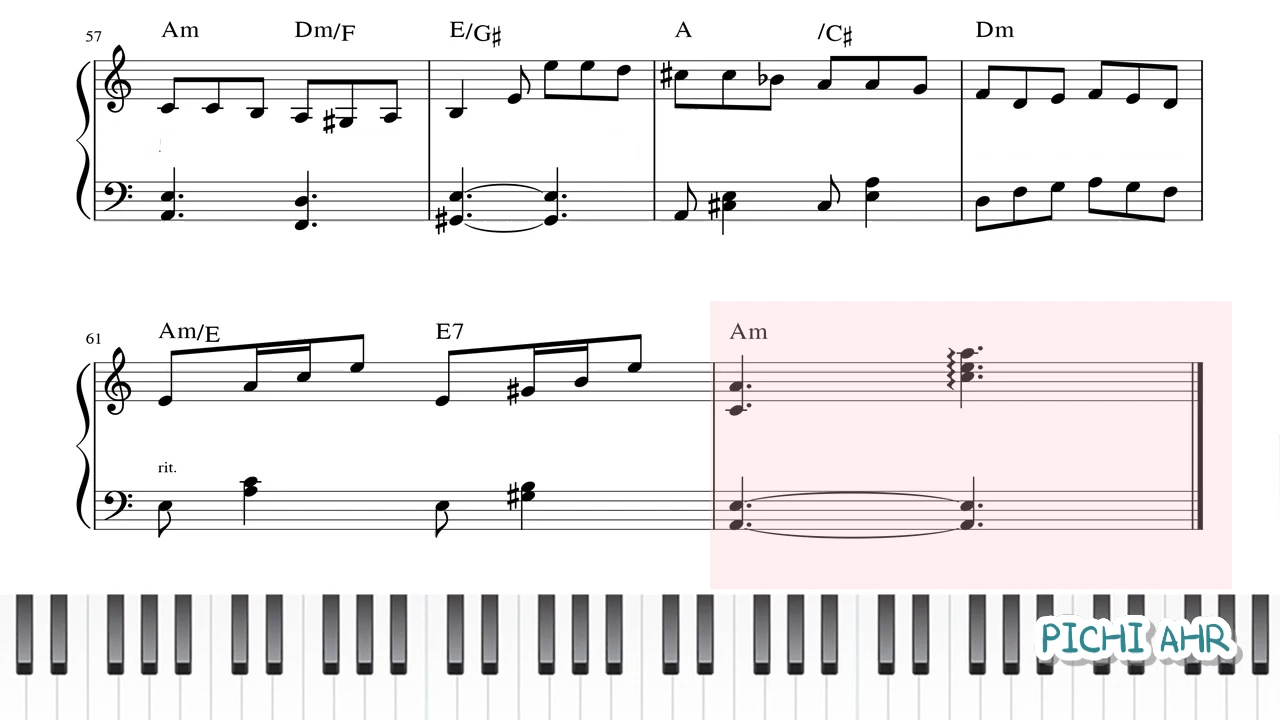 57 Am Dm/F E/G♯ A /C♯ Dm
61 Am/E E7 Am
rit.
PICHI AHR